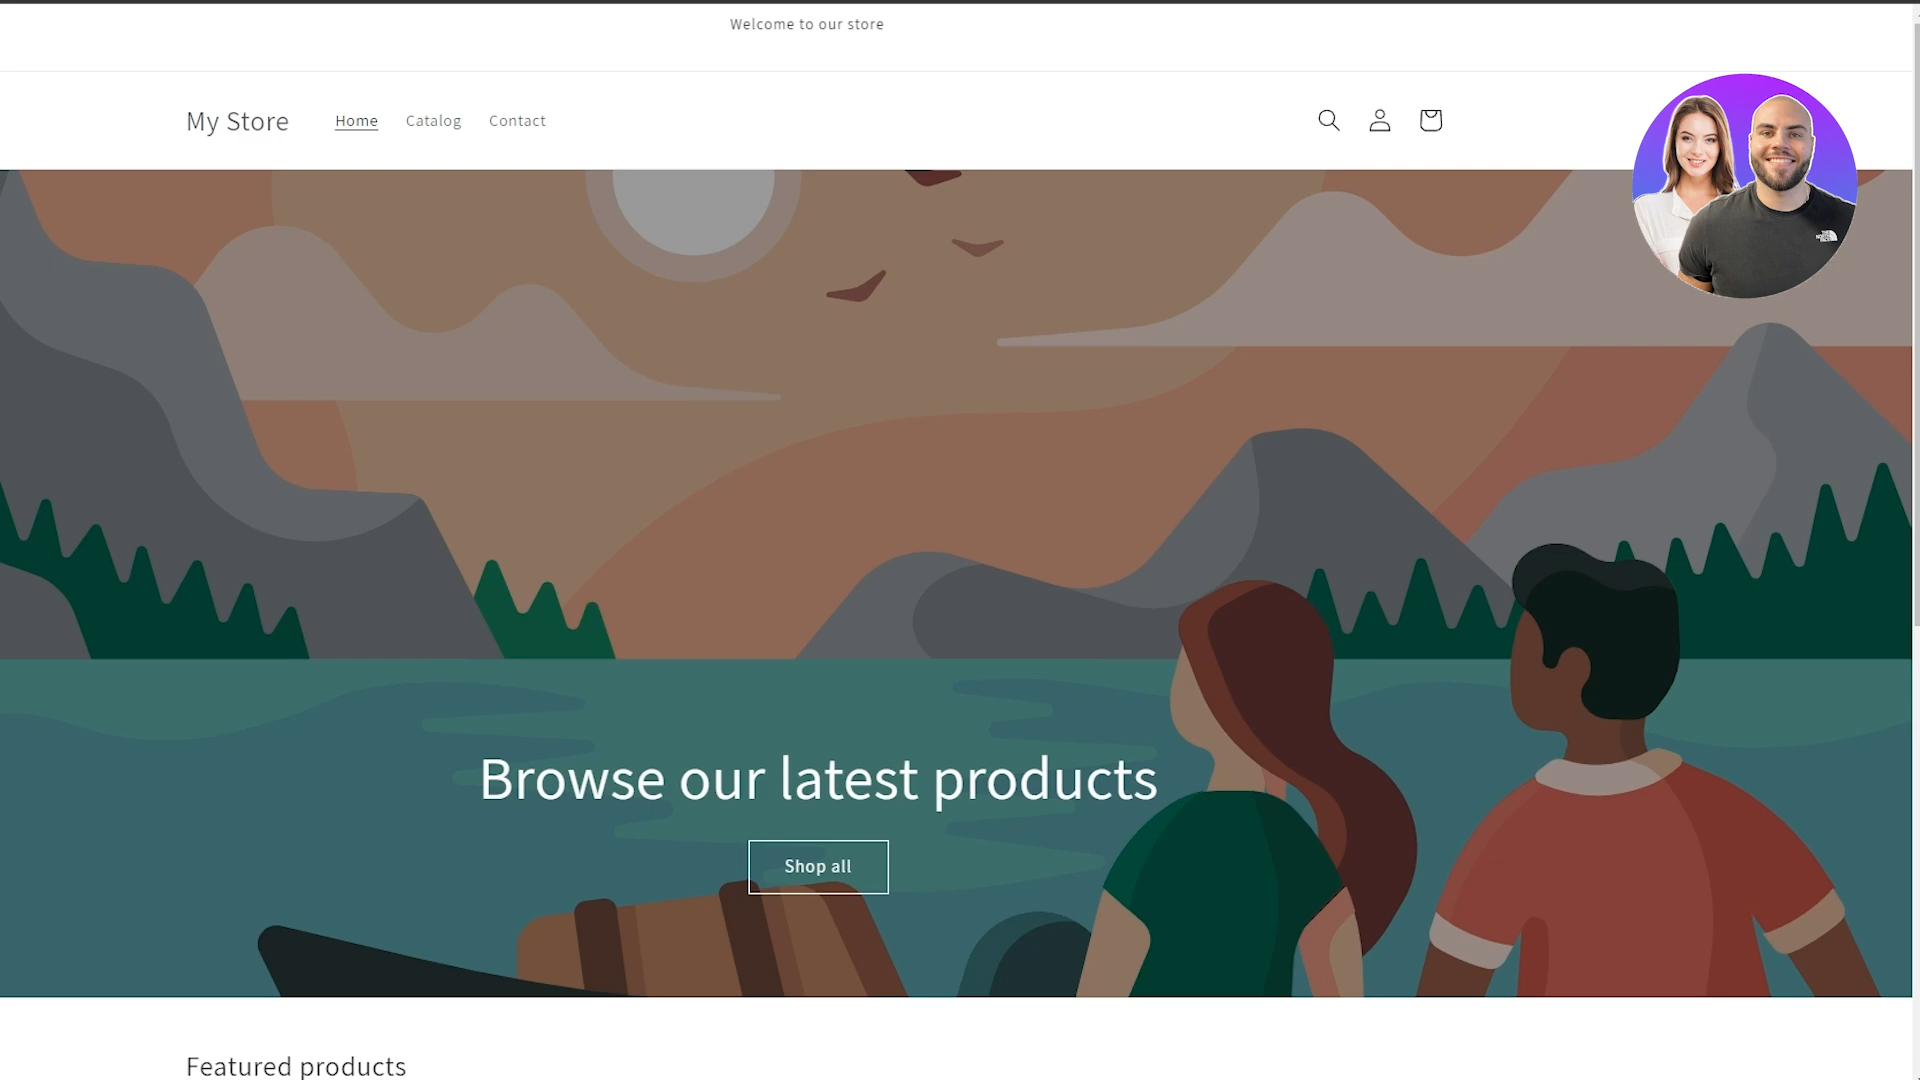 Welcome to our store
My Store
Home
Catalog
Contact
Browse our latest products
Shop all
Featured products